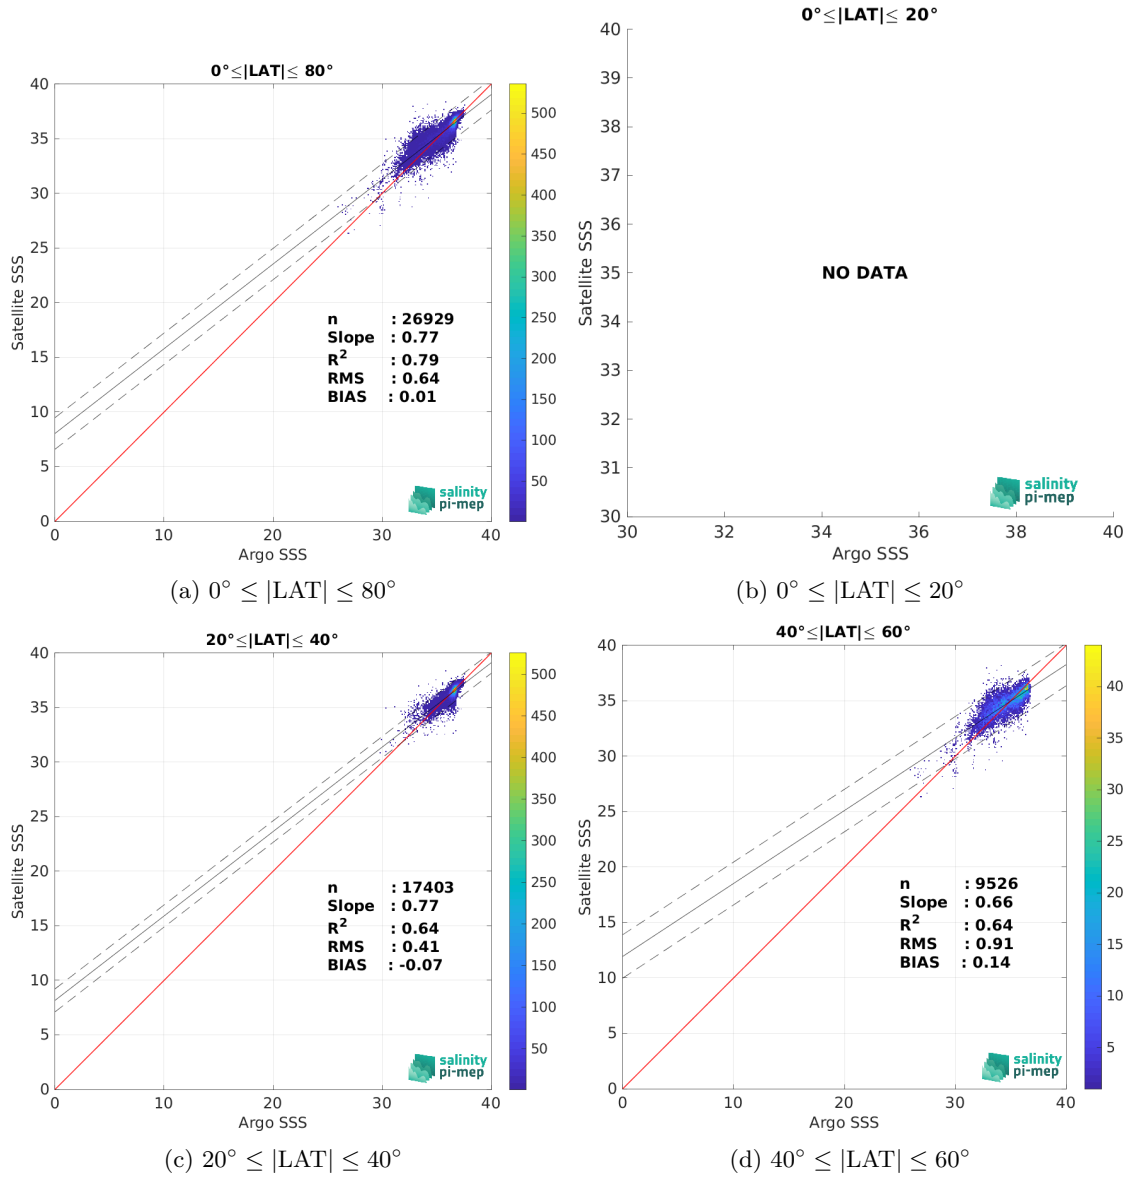 0°≤|LAT|≤ 80°
40
35
30
25
20
15
10
5
0
Satellite SSS
n : 26929
Slope : 0.77
R² : 0.79
RMS : 0.64
BIAS : 0.01
salinity
pi-mep
0 10 20 30 40
Argo SSS
500
450
400
350
300
250
200
150
100
50
(a) 0° ≤ |LAT| ≤ 80°
0°≤|LAT|≤ 20°
40
39
38
37
36
35
34
33
32
31
30
Satellite SSS
NO DATA
salinity
pi-mep
30 32 34 36 38 40
Argo SSS
(b) 0° ≤ |LAT| ≤ 20°
20°≤|LAT|≤ 40°
40
35
30
25
20
15
10
5
0
Satellite SSS
n : 17403
Slope : 0.77
R² : 0.64
RMS : 0.41
BIAS : -0.07
salinity
pi-mep
0 10 20 30 40
Argo SSS
500
450
400
350
300
250
200
150
100
50
(c) 20° ≤ |LAT| ≤ 40°
40°≤|LAT|≤ 60°
40
35
30
25
20
15
10
5
0
Satellite SSS
n : 9526
Slope : 0.66
R² : 0.64
RMS : 0.91
BIAS : 0.14
salinity
pi-mep
0 10 20 30 40
Argo SSS
40
35
30
25
20
15
10
5
(d) 40° ≤ |LAT| ≤ 60°